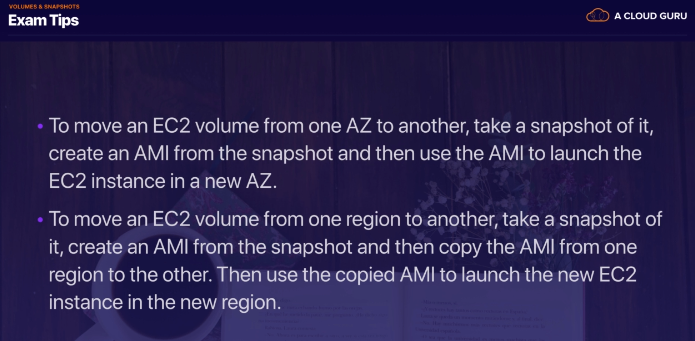 VOLUMES & SNAPSHOTS
Exam Tips
A CLOUD GURU
• To move an EC2 volume from one AZ to another, take a snapshot of it,
create an AMI from the snapshot and then use the AMI to launch the
EC2 instance in a new AZ.
• To move an EC2 volume from one region to another, take a snapshot of
it, create an AMI from the snapshot and then copy the AMI from one
region to the other. Then use the copied AMI to launch the new EC2
instance in the new region.